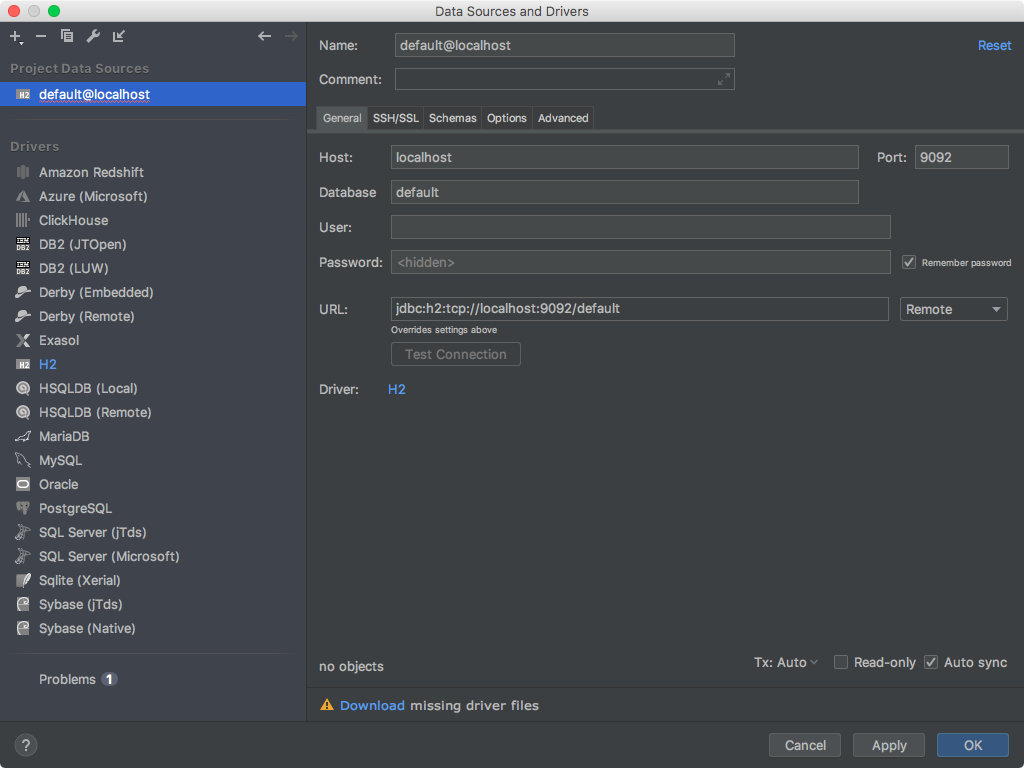 Data Sources and Drivers
Project Data Sources
H2 default@localhost
Drivers
Amazon Redshift
Azure (Microsoft)
ClickHouse
IBM DB2 DB2 (JTOpen)
IBM DB2 DB2 (LUW)
Derby (Embedded)
Derby (Remote)
Exasol
H2 H2
HSQLDB (Local)
HSQLDB (Remote)
MariaDB
MySQL
Oracle
PostgreSQL
SQL Server (jTds)
SQL Server (Microsoft)
Sqlite (Xerial)
Sybase (jTds)
Sybase (Native)
Problems 1
Name: default@localhost Reset
Comment:
General SSH/SSL Schemas Options Advanced
Host: localhost Port: 9092
Database default
User:
Password: <hidden> Remember password
URL: jdbc:h2:tcp://localhost:9092/default Remote
Overrides settings above
Test Connection
Driver: H2
no objects Tx: Auto Read-only Auto sync
Download missing driver files
? Cancel Apply OK